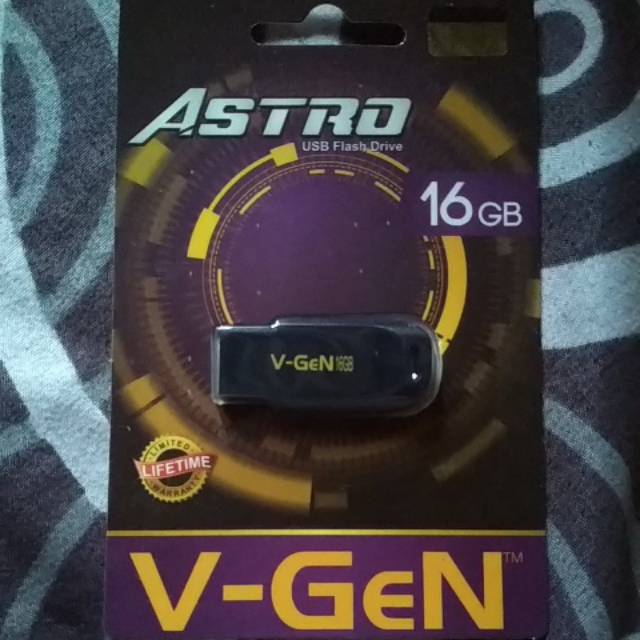 ASTRO
USB Flash Drive
16 GB
V-GeN 16GB
LIMITED
LIFETIME
WARRANTY
V-GeN™